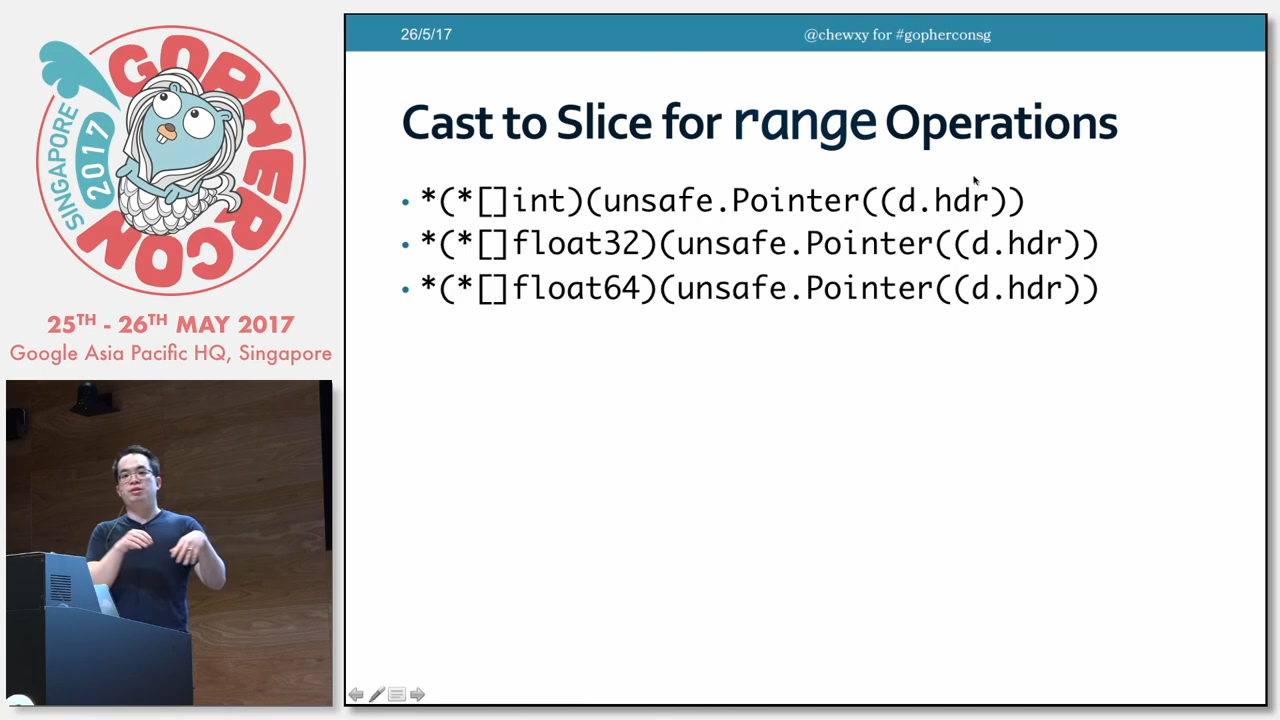 GOPHERCON
SINGAPORE
2017
25TH - 26TH MAY 2017
Google Asia Pacific HQ, Singapore
26/5/17
@chewxy for #gopherconsg
Cast to Slice for range Operations
• *(*[]int)(unsafe.Pointer((d.hdr))
• *(*[]float32)(unsafe.Pointer((d.hdr))
• *(*[]float64)(unsafe.Pointer((d.hdr))